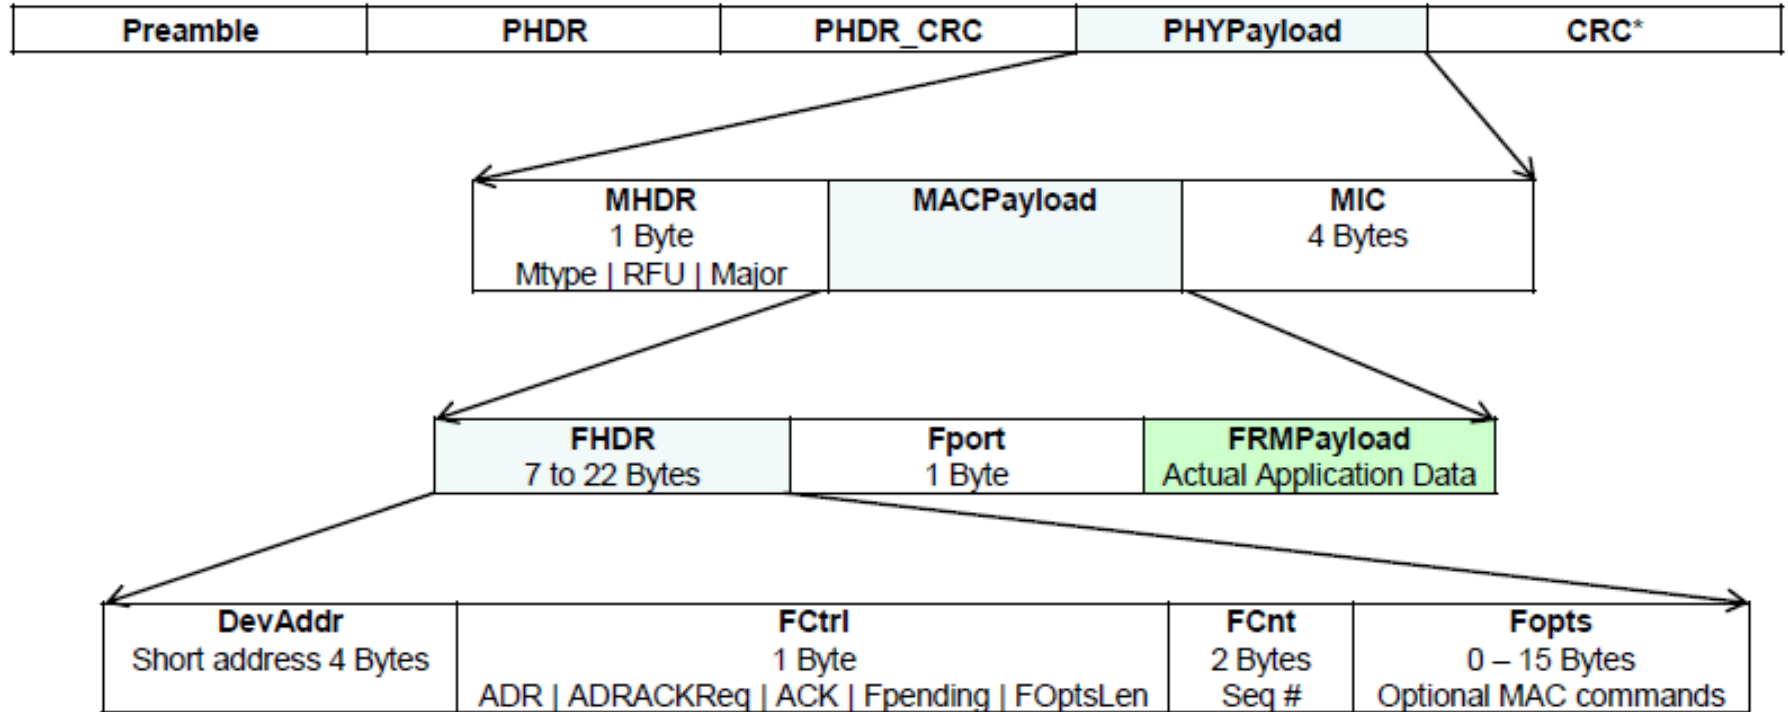 Preamble PHDR PHDR_CRC PHYPayload CRC*
MHDR MACPayload MIC
1 Byte 4 Bytes
Mtype | RFU | Major
FHDR Fport FRMPayload
7 to 22 Bytes 1 Byte Actual Application Data
DevAddr FCtrl FCnt Fopts
Short address 4 Bytes 1 Byte 2 Bytes 0 – 15 Bytes
ADR | ADRACKReq | ACK | Fpending | FOptsLen Seq # Optional MAC commands